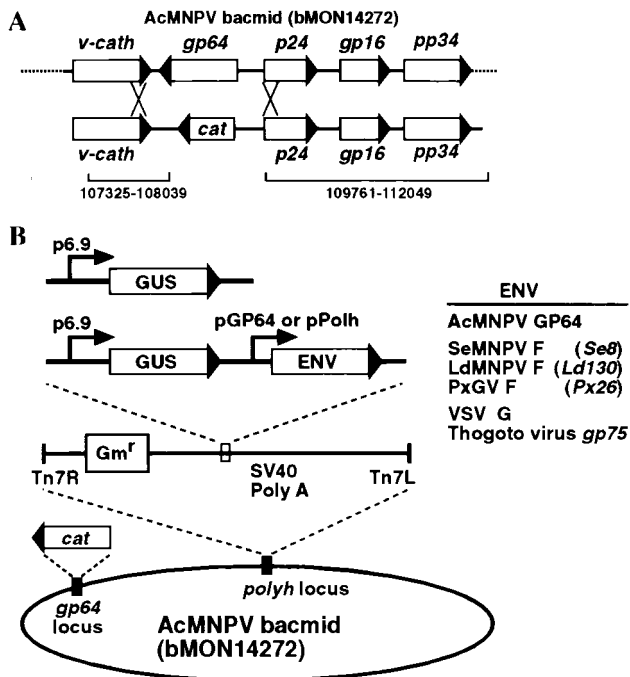 A
AcMNPV bacmid (bMON14272)
v-cath gp64 p24 gp16 pp34
cat
v-cath p24 gp16 pp34
107325-108039 109761-112049
B
p6.9
GUS
p6.9 pGP64 or pPolh
GUS ENV
ENV
AcMNPV GP64
SeMNPV F (Se8)
LdMNPV F (Ld130)
PxGV F (Px26)
VSV G
Thogoto virus gp75
Gmr
Tn7R SV40 Poly A Tn7L
cat
gp64 locus
polyh locus
AcMNPV bacmid
(bMON14272)